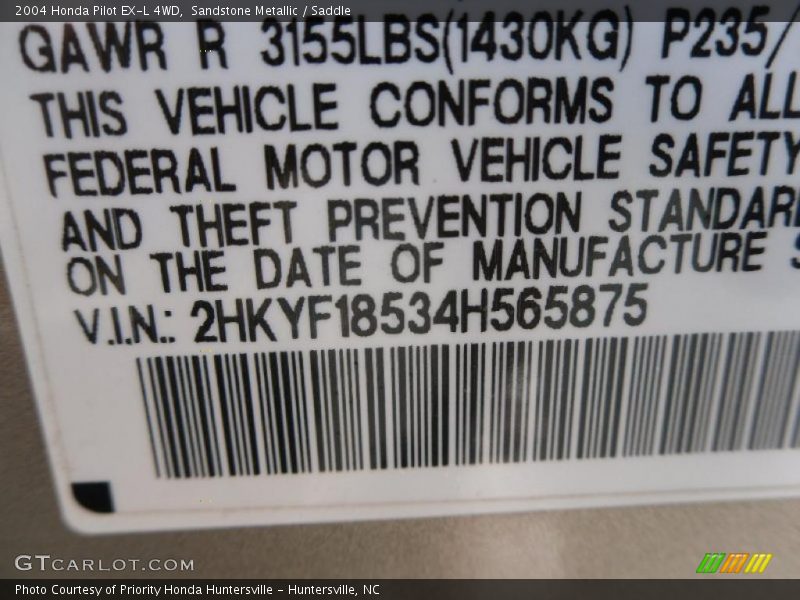 2004 Honda Pilot EX-L 4WD, Sandstone Metallic / Saddle
GAWR R 3155LBS(1430KG) P235/
THIS VEHICLE CONFORMS TO ALL
FEDERAL MOTOR VEHICLE SAFETY
AND THEFT PREVENTION STANDAR
ON THE DATE OF MANUFACTURE S
V.I.N.: 2HKYF18534H565875
GTCARLOT.COM
Photo Courtesy of Priority Honda Huntersville - Huntersville, NC